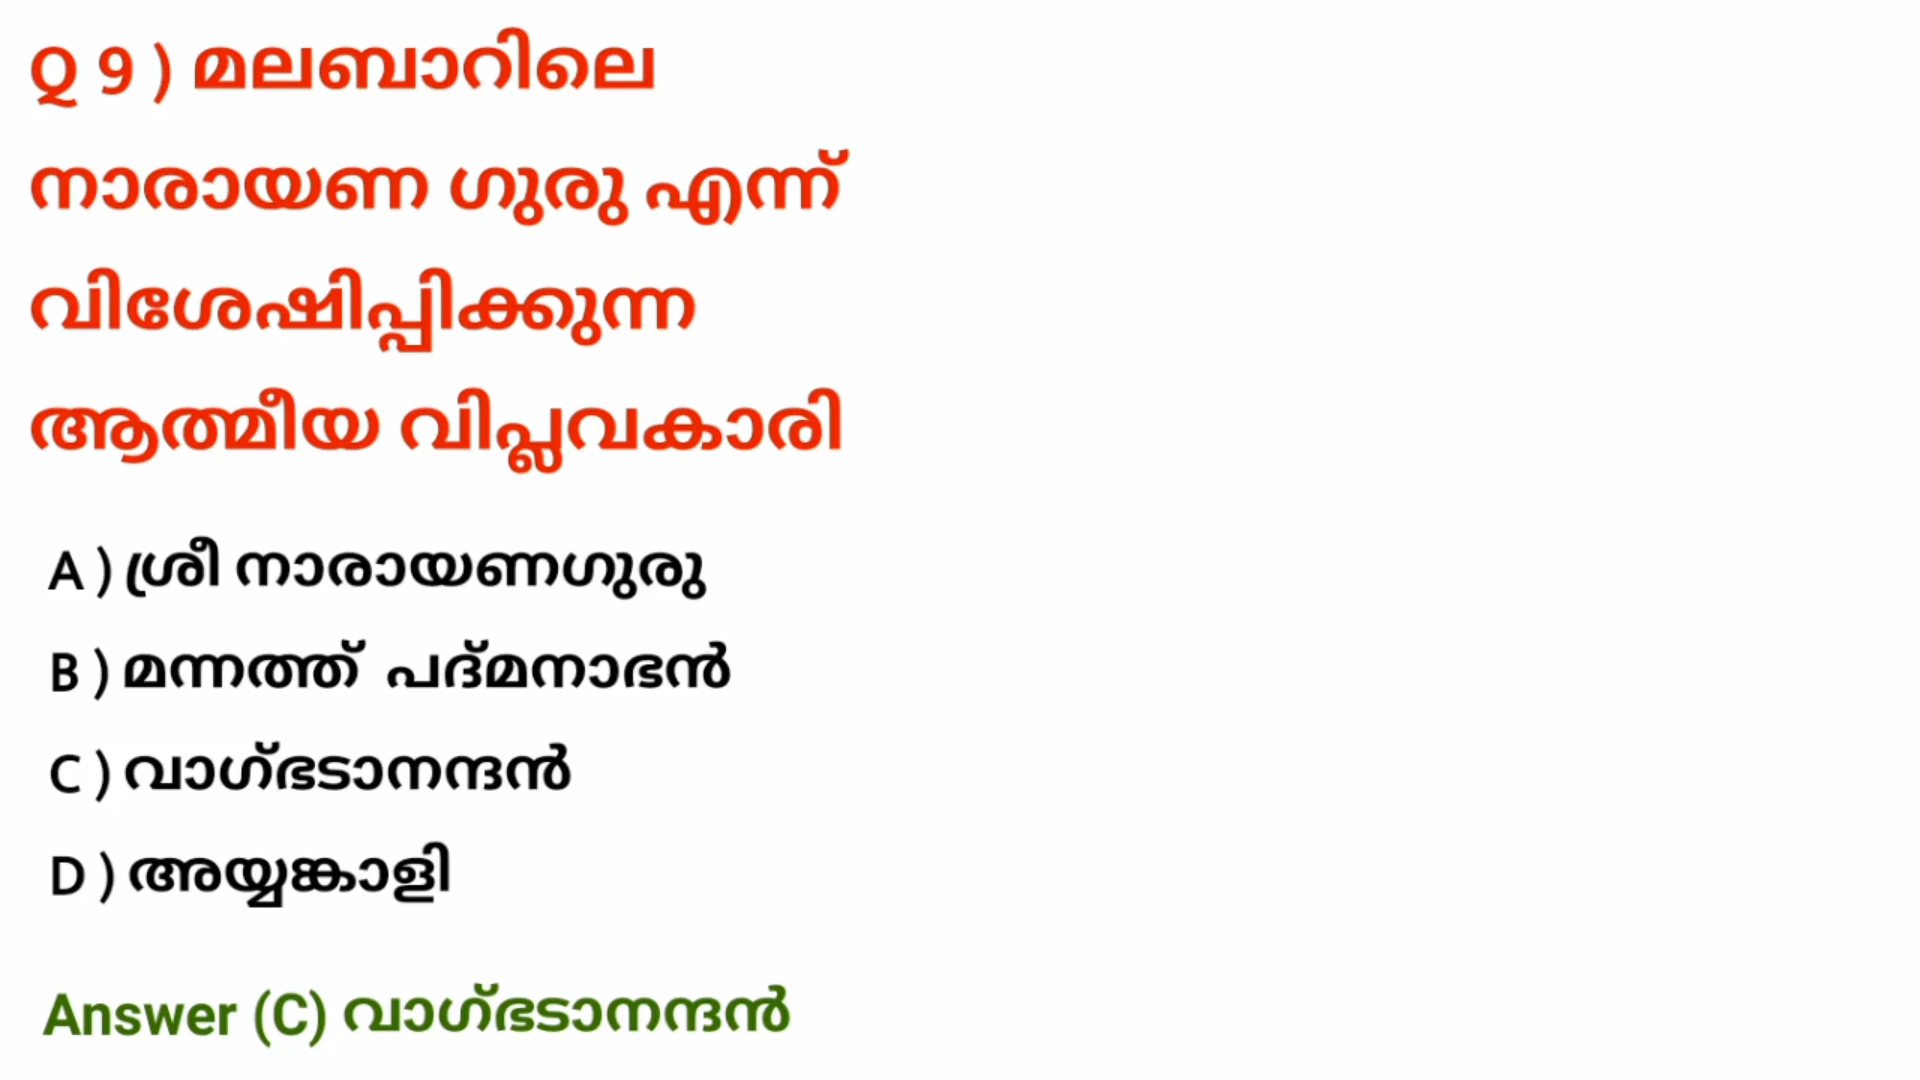 Q 9 ) മലബാറിലെ
നാരായണ ഗുരു എന്ന്
വിശേഷിപ്പിക്കുന്ന
ആത്മീയ വിപ്ലവകാരി
A ) ശ്രീ നാരായണഗുരു
B ) മന്നത്ത് പദ്മനാഭൻ
C ) വാഗ്ഭടാനന്ദൻ
D ) അയ്യങ്കാളി
Answer (C) വാഗ്ഭടാനന്ദൻ